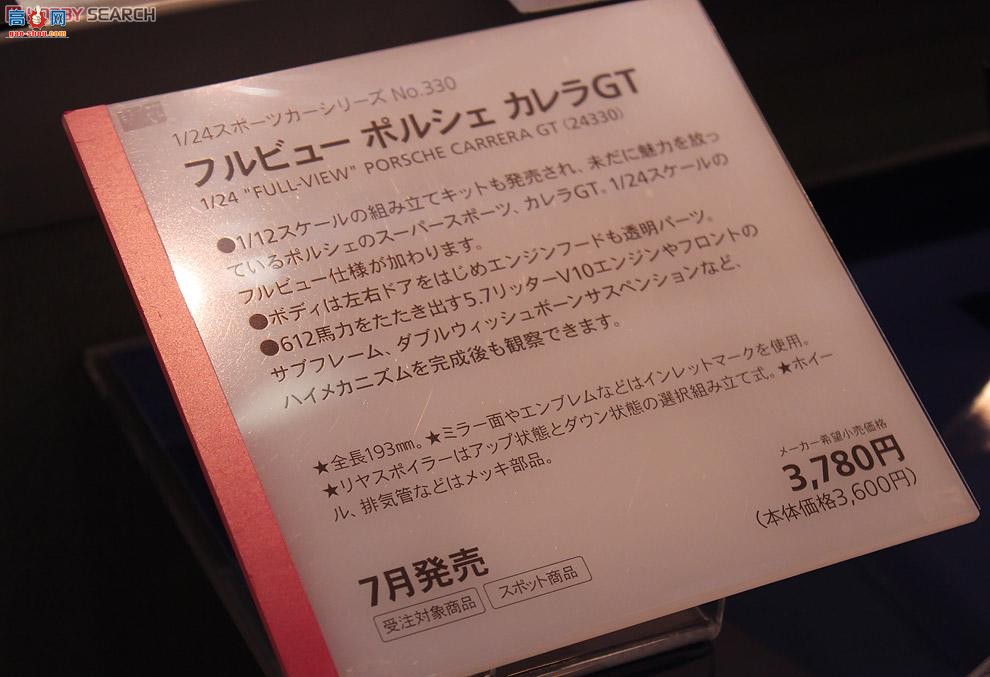 高手网 HOBBY SEARCH
gao-shou.com
1/24スポーツカーシリーズ No.330
フルビュー ポルシェ カレラGT
1/24 "FULL-VIEW" PORSCHE CARRERA GT (24330)
●1/12スケールの組み立てキットも発売され、未だに魅力を放っ
ているポルシェのスーパースポーツ、カレラGT。1/24スケールの
フルビュー仕様が加わります。
●ボディは左右ドアをはじめエンジンフードも透明パーツ。
●612馬力をたたき出す5.7リッターV10エンジンやフロントの
サブフレーム、ダブルウィッシュボーンサスペンションなど、
ハイメカニズムを完成後も観察できます。
★全長193mm。★ミラー面やエンブレムなどはインレットマークを使用。
★リヤスポイラーはアップ状態とダウン状態の選択組み立て式。★ホイー
ル、排気管などはメッキ部品。
メーカー希望小売価格
3,780円
(本体価格3,600円)
7月発売
受注対象商品 スポット商品